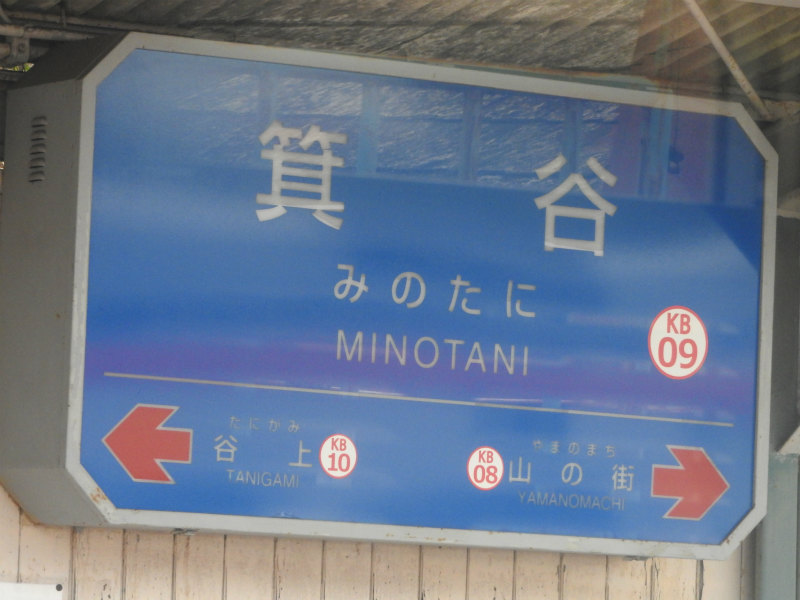 箕谷
みのたに
MINOTANI
KB
09
たにがみ
谷上
TANIGAMI
KB
10
KB
08
やまのまち
山の街
YAMANOMACHI